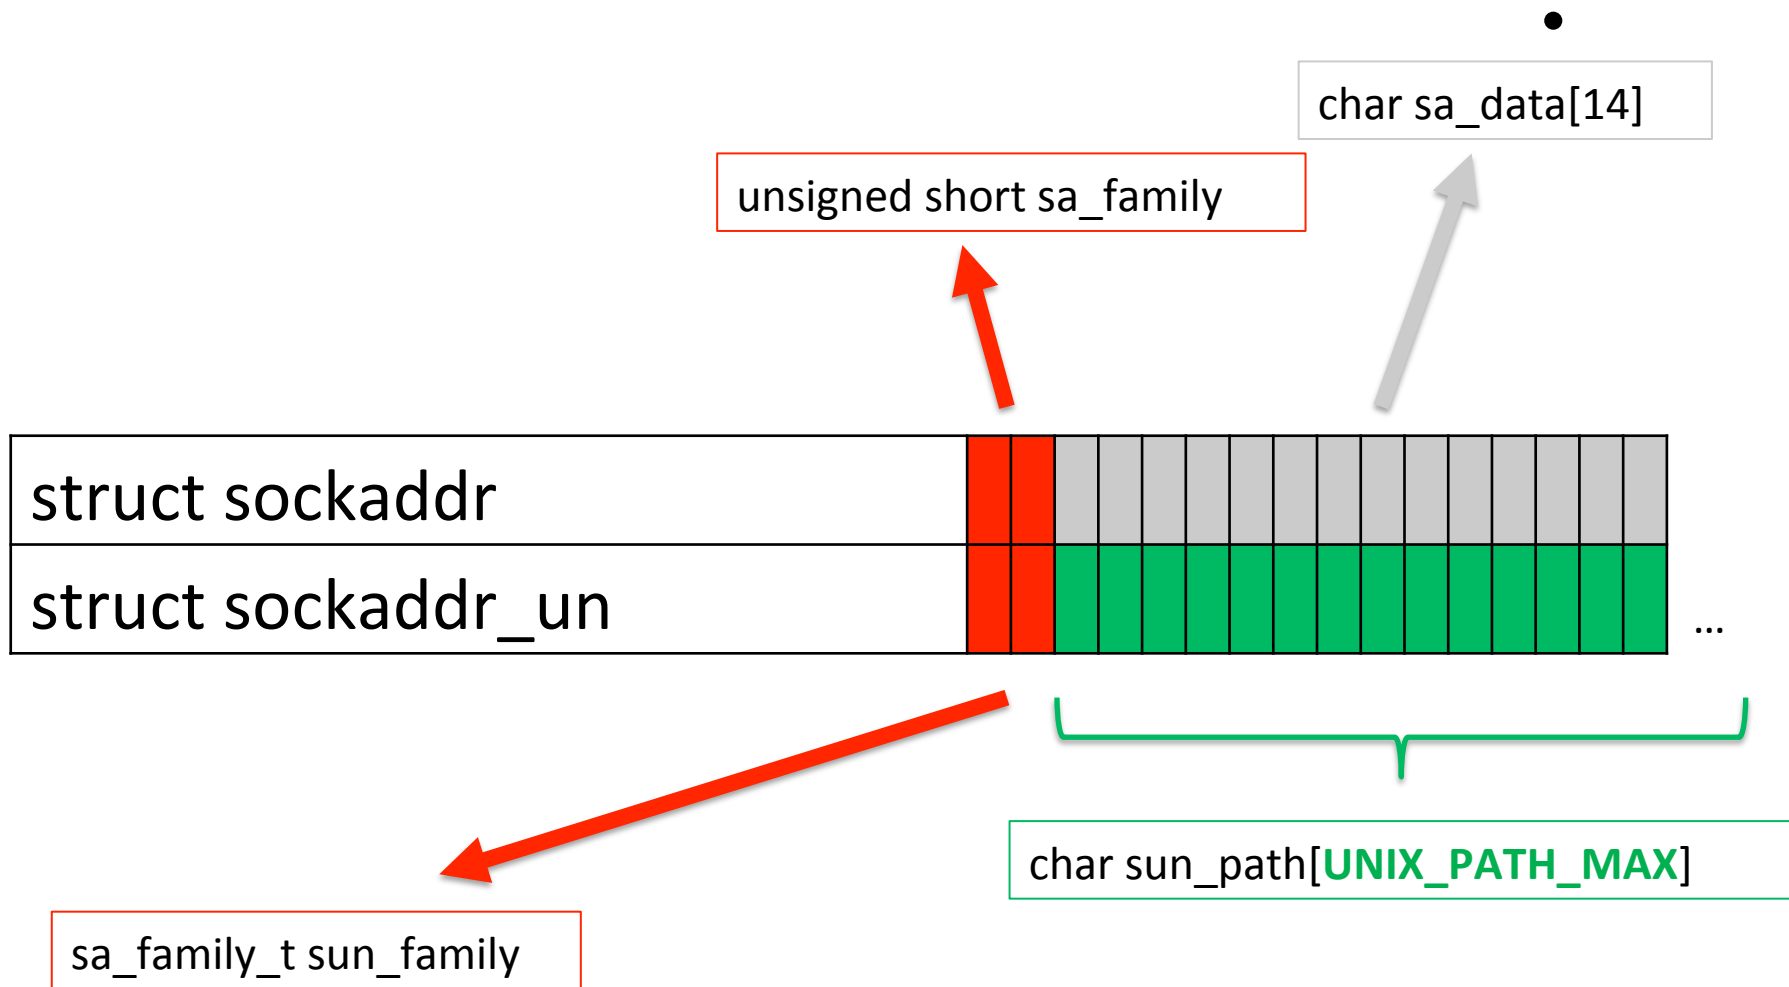 •
char sa_data[14]
unsigned short sa_family
struct sockaddr
struct sockaddr_un
…
char sun_path[UNIX_PATH_MAX]
sa_family_t sun_family